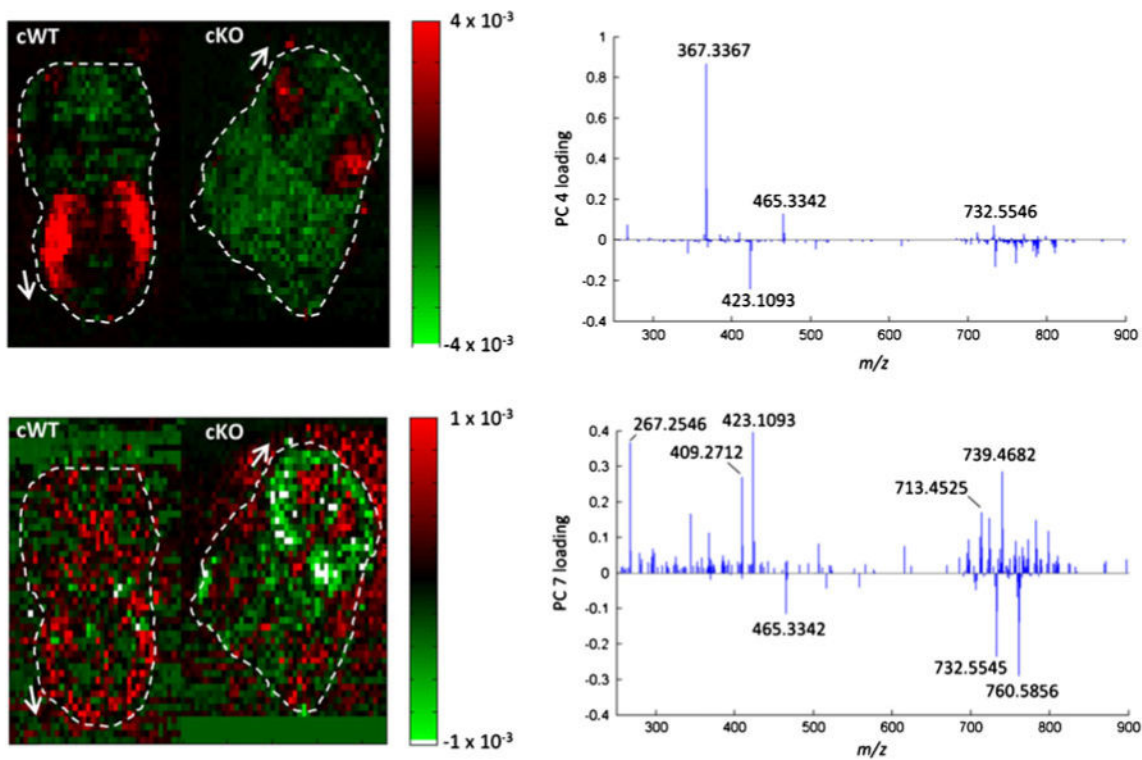 cWT
cKO
4 x 10⁻³
-4 x 10⁻³
1
0.8
0.6
0.4
0.2
0
-0.2
-0.4
PC 4 loading
367.3367
465.3342
732.5546
423.1093
300 400 500 600 700 800 900
m/z
cWT
cKO
1 x 10⁻³
-1 x 10⁻³
0.4
0.3
0.2
0.1
0
-0.1
-0.2
-0.3
-0.4
PC 7 loading
267.2546
423.1093
409.2712
739.4682
713.4525
465.3342
732.5545
760.5856
300 400 500 600 700 800 900
m/z